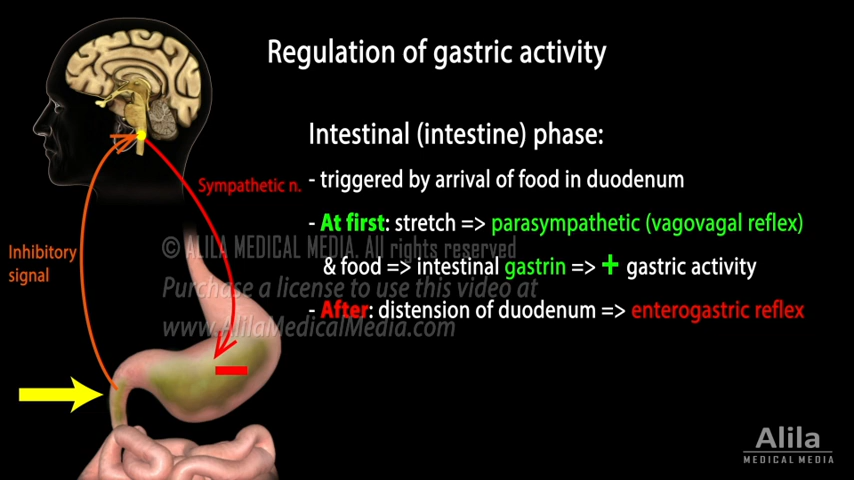 Regulation of gastric activity
Intestinal (intestine) phase:
- triggered by arrival of food in duodenum
Sympathetic n.
- At first: stretch => parasympathetic (vagovagal reflex)
Inhibitory
signal
© ALILA MEDICAL MEDIA. All rights reserved
& food => intestinal gastrin => + gastric activity
Purchase a license to use this video at
- After: distension of duodenum => enterogastric reflex
www.AlilaMedicalMedia.com
Alila
MEDICAL MEDIA